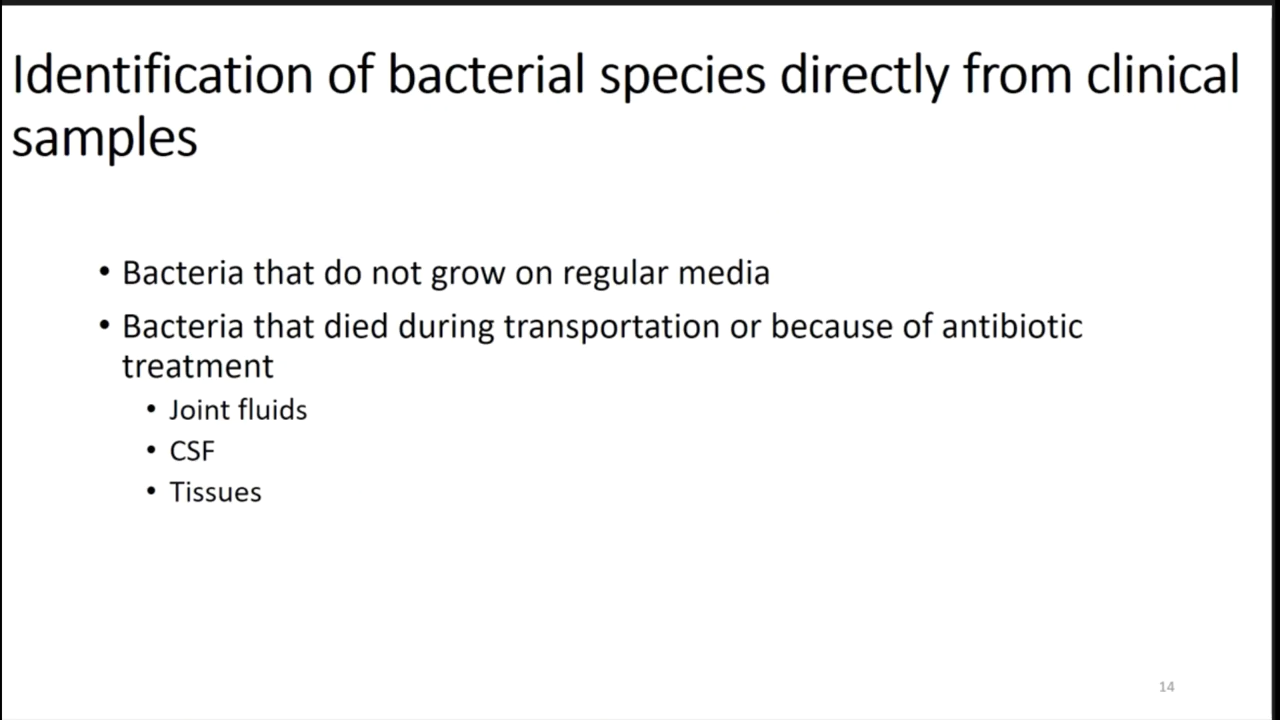 Identification of bacterial species directly from clinical
samples
• Bacteria that do not grow on regular media
• Bacteria that died during transportation or because of antibiotic
treatment
• Joint fluids
• CSF
• Tissues
14